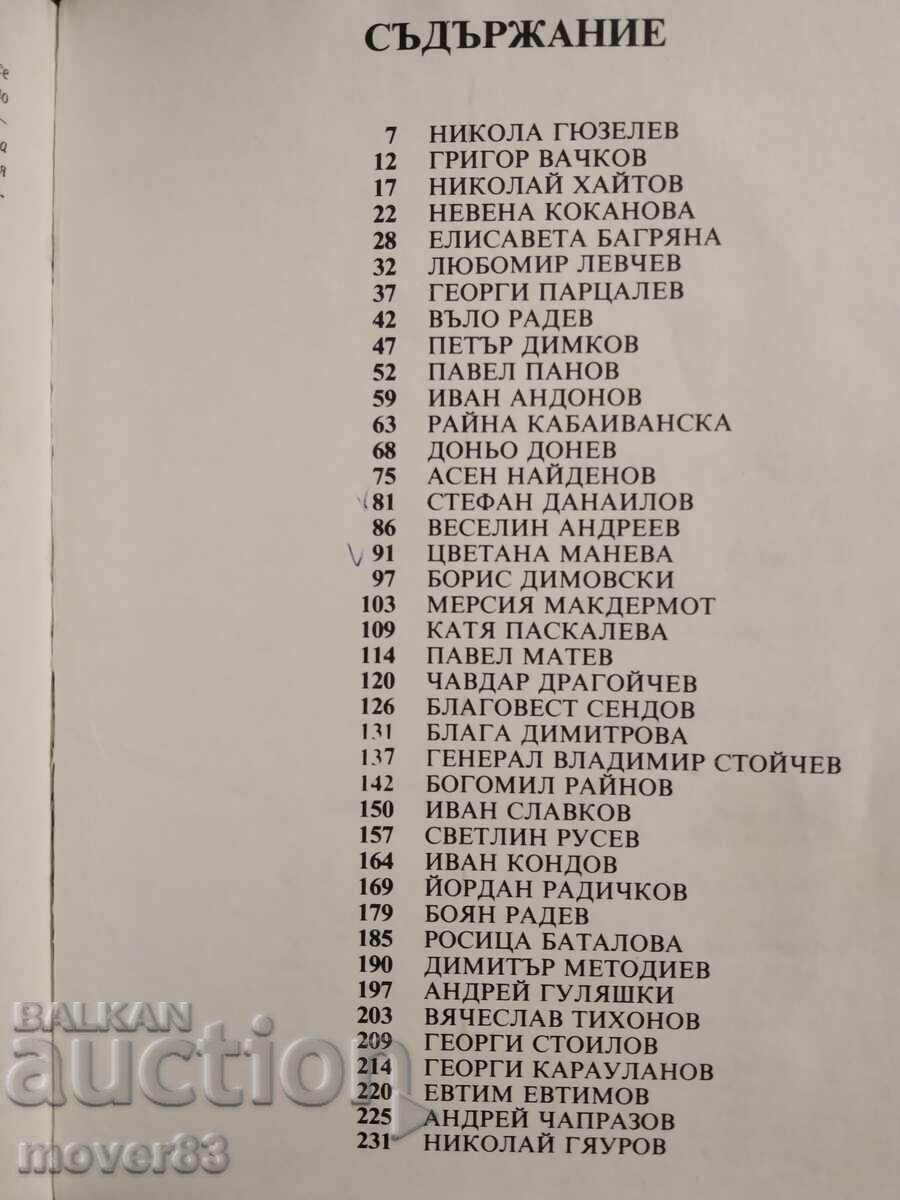 СЪДЪРЖАНИЕ
7 НИКОЛА ГЮЗЕЛЕВ
12 ГРИГОР ВАЧКОВ
17 НИКОЛАЙ ХАЙТОВ
22 НЕВЕНА КОКАНОВА
28 ЕЛИСАВЕТА БАГРЯНА
32 ЛЮБОМИР ЛЕВЧЕВ
37 ГЕОРГИ ПАРЦАЛЕВ
42 ВЪЛО РАДЕВ
47 ПЕТЪР ДИМКОВ
52 ПАВЕЛ ПАНОВ
59 ИВАН АНДОНОВ
63 РАЙНА КАБАИВАНСКА
68 ДОНЬО ДОНЕВ
75 АСЕН НАЙДЕНОВ
81 СТЕФАН ДАНАИЛОВ
86 ВЕСЕЛИН АНДРЕЕВ
91 ЦВЕТАНА МАНЕВА
97 БОРИС ДИМОВСКИ
103 МЕРСИЯ МАКДЕРМОТ
109 КАТЯ ПАСКАЛЕВА
114 ПАВЕЛ МАТЕВ
120 ЧАВДАР ДРАГОЙЧЕВ
126 БЛАГОВЕСТ СЕНДОВ
131 БЛАГА ДИМИТРОВА
137 ГЕНЕРАЛ ВЛАДИМИР СТОЙЧЕВ
142 БОГОМИЛ РАЙНОВ
150 ИВАН СЛАВКОВ
157 СВЕТЛИН РУСЕВ
164 ИВАН КОНДОВ
169 ЙОРДАН РАДИЧКОВ
179 БОЯН РАДЕВ
185 РОСИЦА БАТАЛОВА
190 ДИМИТЪР МЕТОДИЕВ
197 АНДРЕЙ ГУЛЯШКИ
203 ВЯЧЕСЛАВ ТИХОНОВ
209 ГЕОРГИ СТОИЛОВ
214 ГЕОРГИ КАРАУЛАНОВ
220 ЕВТИМ ЕВТИМОВ
225 АНДРЕЙ ЧАПРАЗОВ
231 НИКОЛАЙ ГЯУРОВ
BALKAN
auction
mover83